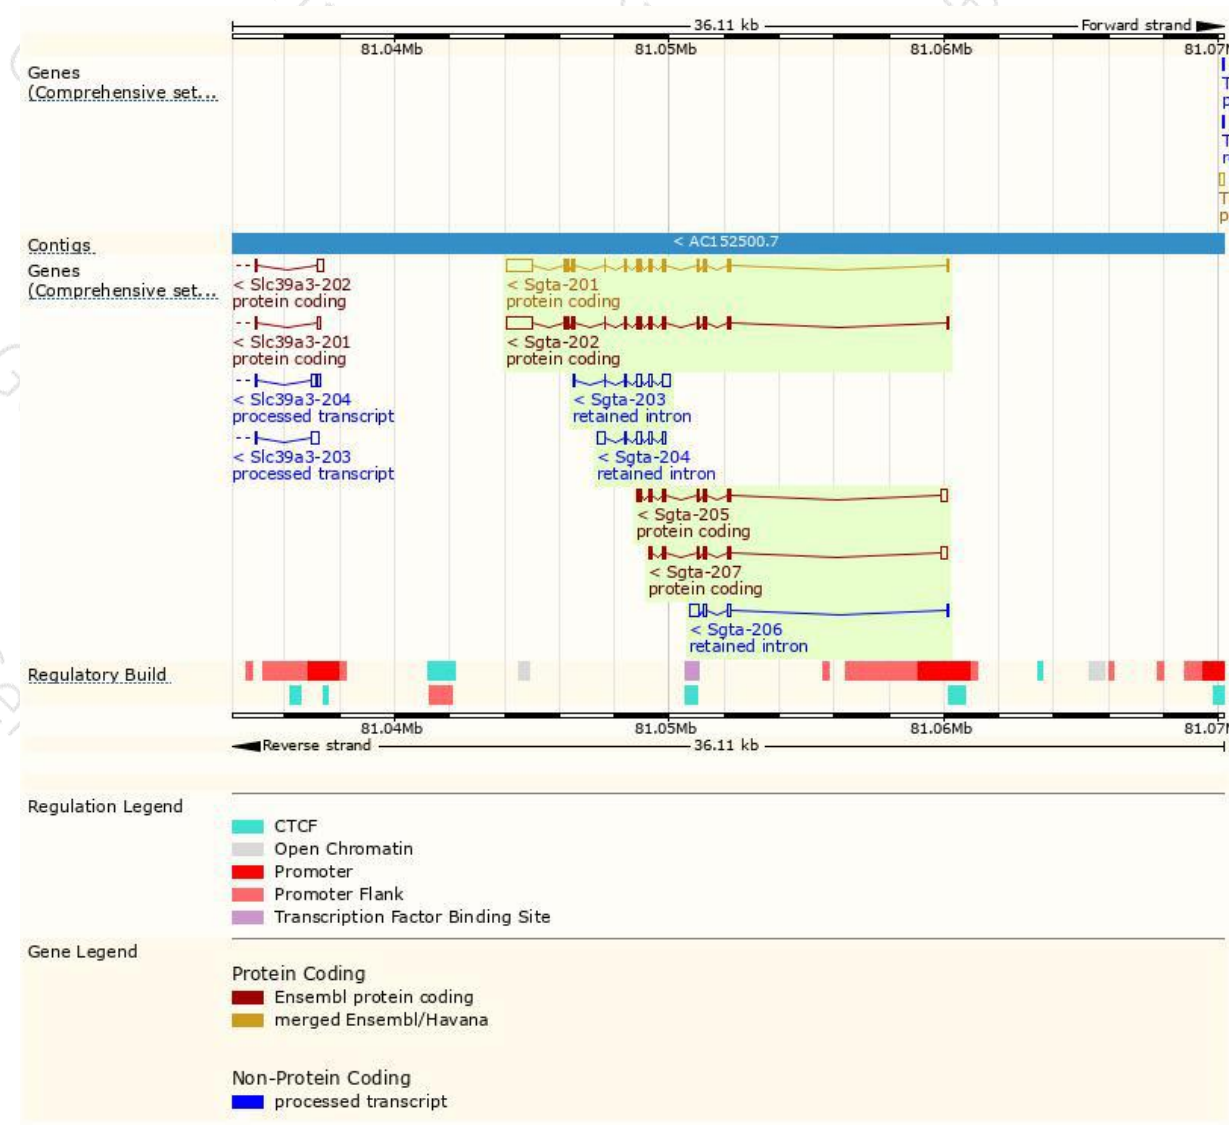 36.11 kb Forward strand
81.04Mb 81.05Mb 81.06Mb 81.07
Genes
(Comprehensive set...
T
p
T
r
T
p
Contigs
< AC152500.7
Genes
(Comprehensive set...
< Slc39a3-202 < Sgta-201
protein coding protein coding
< Slc39a3-201 < Sgta-202
protein coding protein coding
< Slc39a3-204 < Sgta-203
processed transcript retained intron
< Slc39a3-203 < Sgta-204
processed transcript retained intron
< Sgta-205
protein coding
< Sgta-207
protein coding
< Sgta-206
retained intron
Regulatory Build
81.04Mb 81.05Mb 81.06Mb 81.07
Reverse strand 36.11 kb
Regulation Legend
CTCF
Open Chromatin
Promoter
Promoter Flank
Transcription Factor Binding Site
Gene Legend
Protein Coding
Ensembl protein coding
merged Ensembl/Havana
Non-Protein Coding
processed transcript